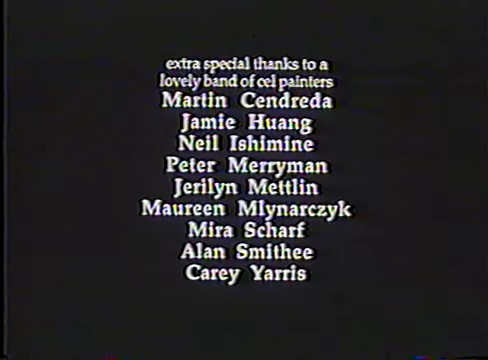 extra special thanks to a
lovely band of cel painters
Martin Cendreda
Jamie Huang
Neil Ishimine
Peter Merryman
Jerilyn Mettlin
Maureen Mlynarczyk
Mira Scharf
Alan Smithee
Carey Yarris